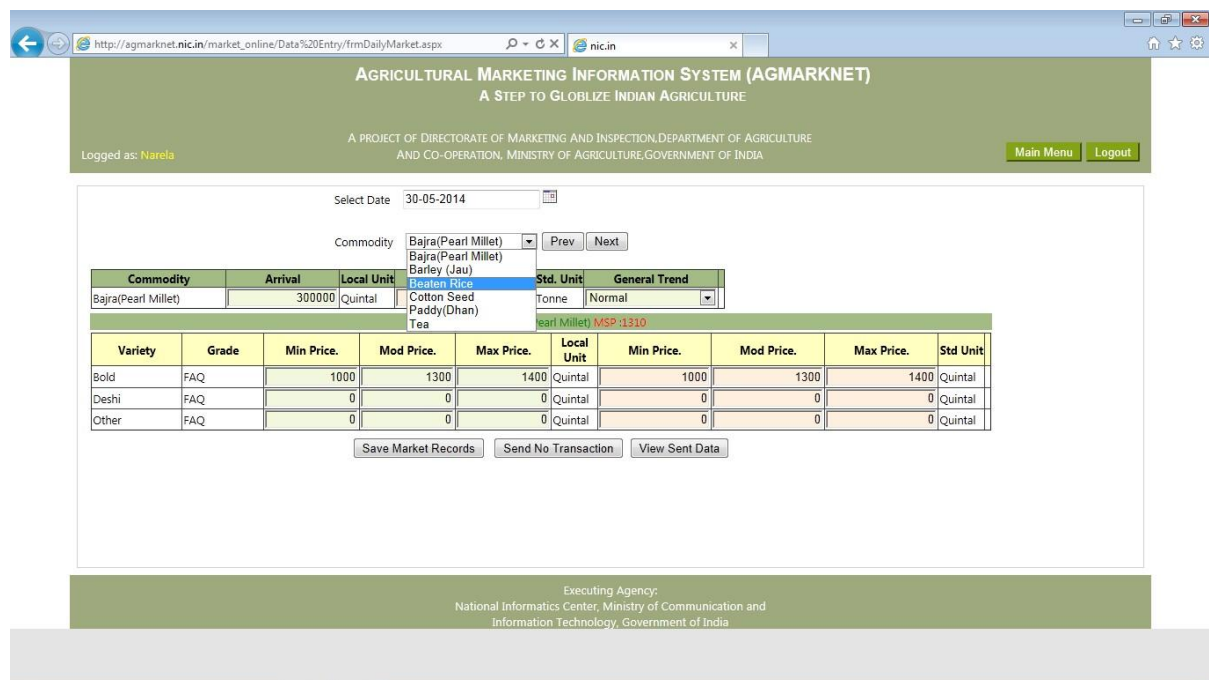 http://agmarknet.nic.in/market_online/Data%20Entry/frmDailyMarket.aspx
nic.in
AGRICULTURAL MARKETING INFORMATION SYSTEM (AGMARKNET)
A STEP TO GLOBLIZE INDIAN AGRICULTURE
A PROJECT OF DIRECTORATE OF MARKETING AND INSPECTION,DEPARTMENT OF AGRICULTURE
AND CO-OPERATION, MINISTRY OF AGRICULTURE,GOVERNMENT OF INDIA
Logged as: Narela
Main Menu Logout
Select Date 30-05-2014
Commodity Bajra(Pearl Millet) Prev Next
Bajra(Pearl Millet)
Barley (Jau)
Beaten Rice
Cotton Seed
Paddy(Dhan)
Tea
Commodity Arrival Local Unit Std. Unit General Trend
Bajra(Pearl Millet) 300000 Quintal Tonne Normal
Millet) MSP :1310
Variety Grade Min Price. Mod Price. Max Price. Local Unit Min Price. Mod Price. Max Price. Std Unit
Bold FAQ 1000 1300 1400 Quintal 1000 1300 1400 Quintal
Deshi FAQ 0 0 0 Quintal 0 0 0 Quintal
Other FAQ 0 0 0 Quintal 0 0 0 Quintal
Save Market Records Send No Transaction View Sent Data
Executing Agency:
National Informatics Center, Ministry of Communication and
Information Technology, Government of India